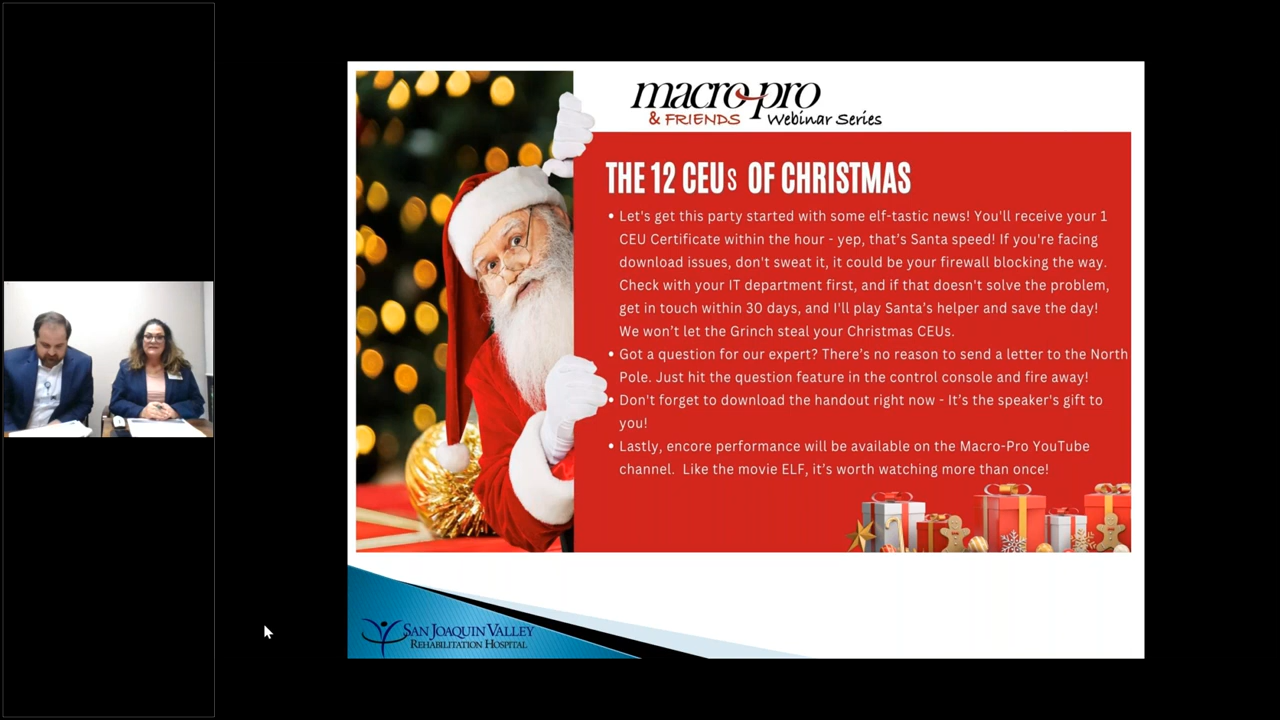 macro-pro
& FRIENDS Webinar Series
THE 12 CEUs OF CHRISTMAS
• Let's get this party started with some elf-tastic news! You'll receive your 1
CEU Certificate within the hour - yep, that's Santa speed! If you're facing
download issues, don't sweat it, it could be your firewall blocking the way.
Check with your IT department first, and if that doesn't solve the problem,
get in touch within 30 days, and I'll play Santa's helper and save the day!
We won't let the Grinch steal your Christmas CEUs.
• Got a question for our expert? There's no reason to send a letter to the North
Pole. Just hit the question feature in the control console and fire away!
• Don't forget to download the handout right now - It's the speaker's gift to
you!
• Lastly, encore performance will be available on the Macro-Pro YouTube
channel. Like the movie ELF, it's worth watching more than once!
SAN JOAQUIN VALLEY
REHABILITATION HOSPITAL